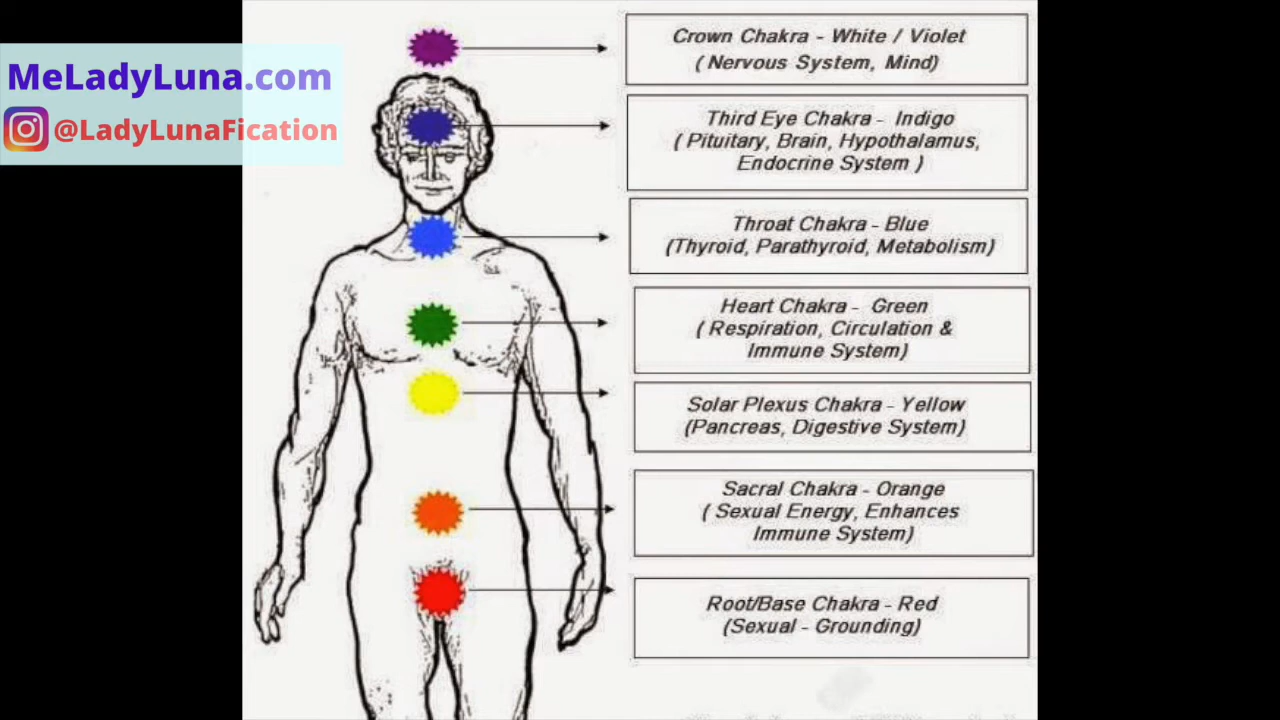 MeLadyLuna.com
@LadyLunaFication
Crown Chakra - White / Violet
( Nervous System, Mind)
Third Eye Chakra - Indigo
( Pituitary, Brain, Hypothalamus,
Endocrine System )
Throat Chakra - Blue
(Thyroid, Parathyroid, Metabolism)
Heart Chakra - Green
( Respiration, Circulation &
Immune System)
Solar Plexus Chakra - Yellow
(Pancreas, Digestive System)
Sacral Chakra - Orange
( Sexual Energy, Enhances
Immune System)
Root/Base Chakra - Red
(Sexual - Grounding)